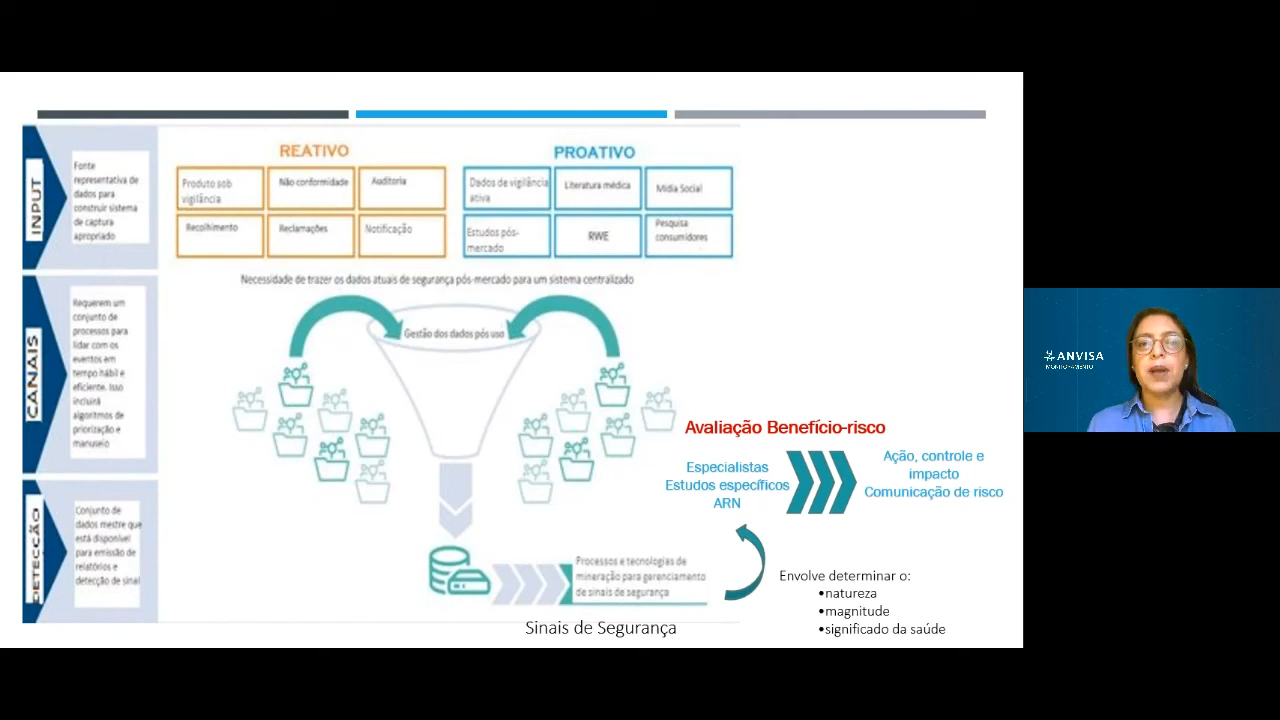 INPUT
Fonte
representativa de
dados para
construir sistema
de captura
apropriado
REATIVO
Produto sob
vigilância
Não conformidade
Auditoria
Recolhimento
Reclamações
Notificação
PROATIVO
Dados de vigilância
ativa
Literatura médica
Mídia Social
Estudos pós-
mercado
RWE
Pesquisa
consumidores
Necessidade de trazer os dados atuais de segurança pós-mercado para um sistema centralizado
CANAIS
Requerem um
conjunto de
processos para
lidar com os
eventos em
tempo hábil e
eficiente. Isso
incluirá
algoritmos de
priorização e
manuseio
Gestão dos dados pós uso
DETECÇÃO
Conjunto de
dados mestre que
está disponível
para emissão de
relatórios e
detecção de sinal
Processos e tecnologias de
mineração para gerenciamento
de sinais de segurança
Sinais de Segurança
Avaliação Benefício-risco
Especialistas
Estudos específicos
ARN
Ação, controle e
impacto
Comunicação de risco
Envolve determinar o:
•natureza
•magnitude
•significado da saúde
ANVISA
MONITORAMENTO